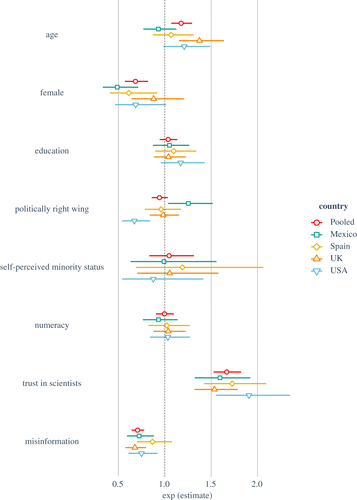 age
female
education
politically right wing
self-perceived minority status
numeracy
trust in scientists
misinformation
country
Pooled
Mexico
Spain
UK
USA
0.5 1.0 1.5 2.0
exp (estimate)